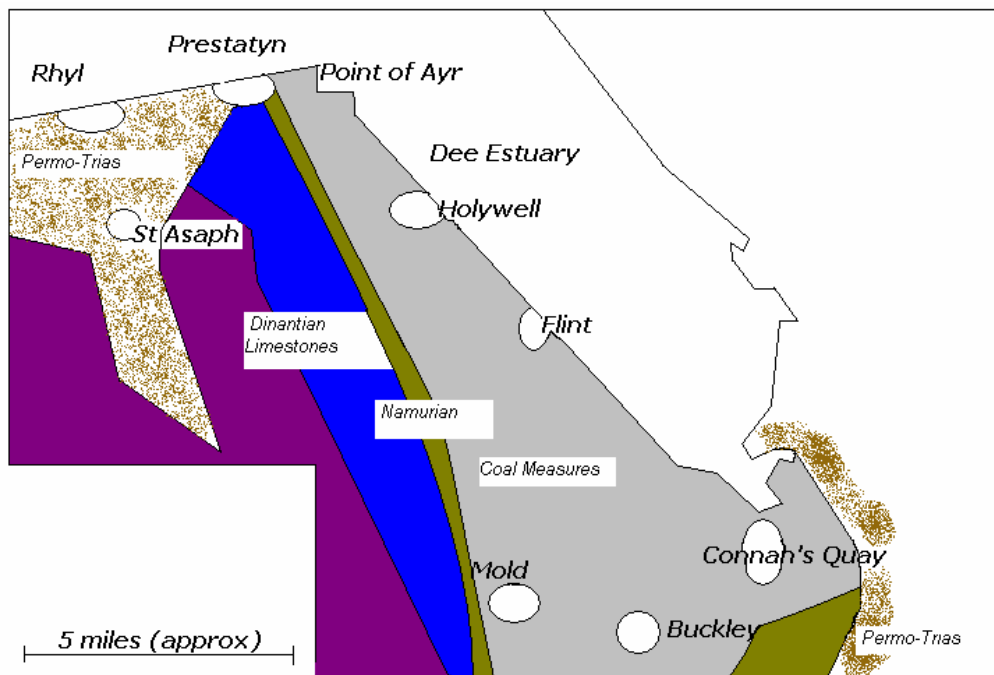 Prestatyn
Rhyl
Point of Ayr
Permo-Trias
Dee Estuary
Holywell
St Asaph
Flint
Dinantian
Limestones
Namurian
Coal Measures
Connah's Quay
Mold
Buckley
Permo-Trias
5 miles (approx)